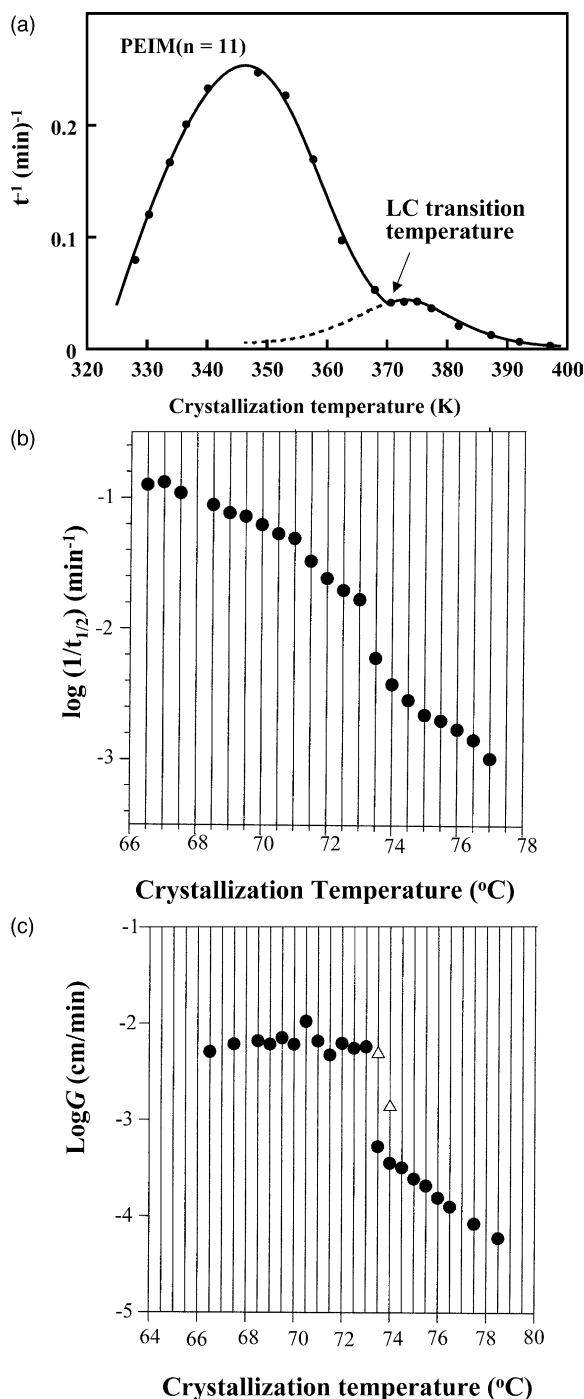 (a)
PEIM(n = 11)
t⁻¹ (min)⁻¹
0.2
0.1
0
LC transition
temperature
320 330 340 350 360 370 380 390 400
Crystallization temperature (K)
(b)
log (1/t₁/₂) (min⁻¹)
-1
-2
-3
66 68 70 72 74 76 78
Crystallization Temperature (°C)
(c)
LogG (cm/min)
-1
-2
-3
-4
-5
64 66 68 70 72 74 76 78 80
Crystallization temperature (°C)